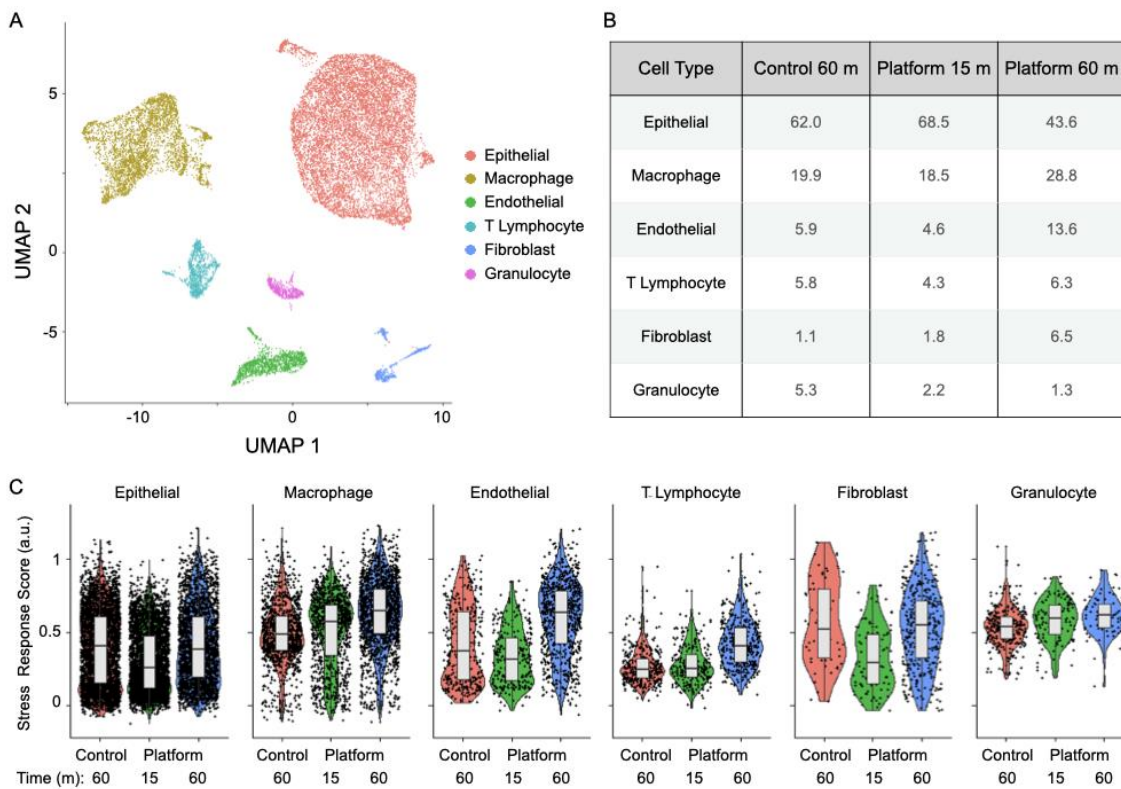 A
5
0
-5
-10
0
10
UMAP 2
UMAP 1
Epithelial
Macrophage
Endothelial
T Lymphocyte
Fibroblast
Granulocyte
B
Cell Type Control 60 m Platform 15 m Platform 60 m
Epithelial 62.0 68.5 43.6
Macrophage 19.9 18.5 28.8
Endothelial 5.9 4.6 13.6
T Lymphocyte 5.8 4.3 6.3
Fibroblast 1.1 1.8 6.5
Granulocyte 5.3 2.2 1.3
C
Epithelial Macrophage Endothelial T Lymphocyte Fibroblast Granulocyte
Stress Response Score (a.u.)
1
0.5
0
Control Platform Control Platform Control Platform Control Platform Control Platform Control Platform
Time (m): 60 15 60 60 15 60 60 15 60 60 15 60 60 15 60 60 15 60